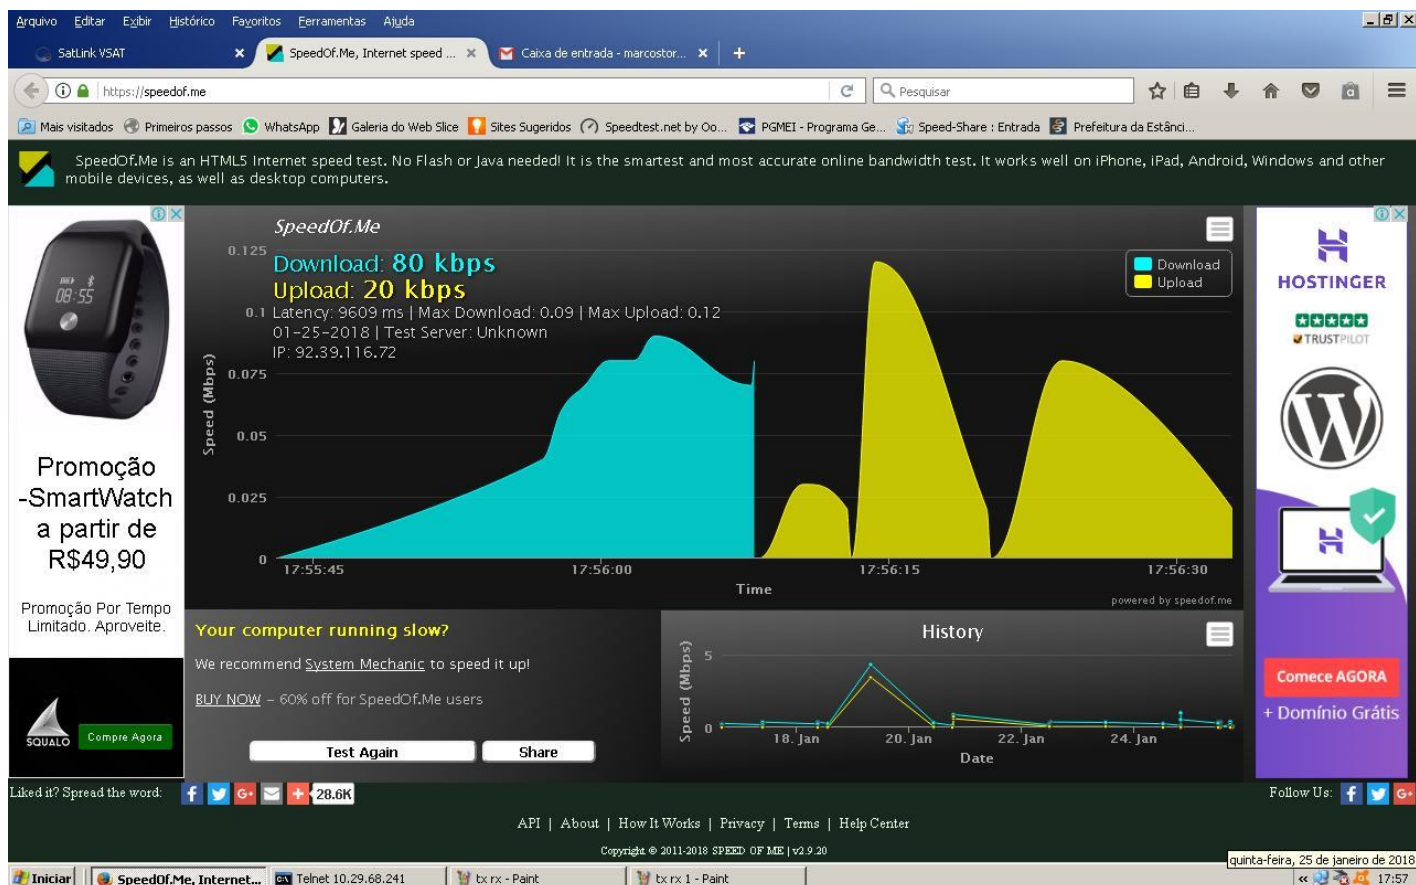 Arquivo Editar Exibir Histórico Favoritos Ferramentas Ajuda
SatLink VSAT
SpeedOf.Me, Internet speed ...
Caixa de entrada - marcostor...
https://speedof.me
Pesquisar
Mais visitados Primeiros passos WhatsApp Galeria do Web Slice Sites Sugeridos Speedtest.net by Oo... PGMEI - Programa Ge... Speed-Share : Entrada Prefeitura da Estânci...
SpeedOf.Me is an HTML5 Internet speed test. No Flash or Java needed! It is the smartest and most accurate online bandwidth test. It works well on iPhone, iPad, Android, Windows and other
mobile devices, as well as desktop computers.
08:55
Promoção
-SmartWatch
a partir de
R$49,90
Promoção Por Tempo
Limitado. Aproveite.
SQUALO
Compre Agora
SpeedOf.Me
Download: 80 kbps
Upload: 20 kbps
Latency: 9609 ms | Max Download: 0.09 | Max Upload: 0.12
01-25-2018 | Test Server: Unknown
IP: 92.39.116.72
Download
Upload
Speed (Mbps)
0.125
0.1
0.075
0.05
0.025
0
17:55:45 17:56:00 17:56:15 17:56:30
Time
powered by speedof.me
Your computer running slow?
We recommend System Mechanic to speed it up!
BUY NOW – 60% off for SpeedOf.Me users
Test Again
Share
History
Speed (Mbps)
5
0
18. Jan 20. Jan 22. Jan 24. Jan
Date
HOSTINGER
TRUSTPILOT
Comece AGORA
+ Domínio Grátis
Liked it? Spread the word:
28.6K
Follow Us:
API | About | How It Works | Privacy | Terms | Help Center
Copyright © 2011-2018 SPEED OF ME | v2.9.20
quinta-feira, 25 de janeiro de 2018
Iniciar
SpeedOf.Me, Internet...
Telnet 10.29.68.241
tx rx - Paint
tx rx 1 - Paint
17:57